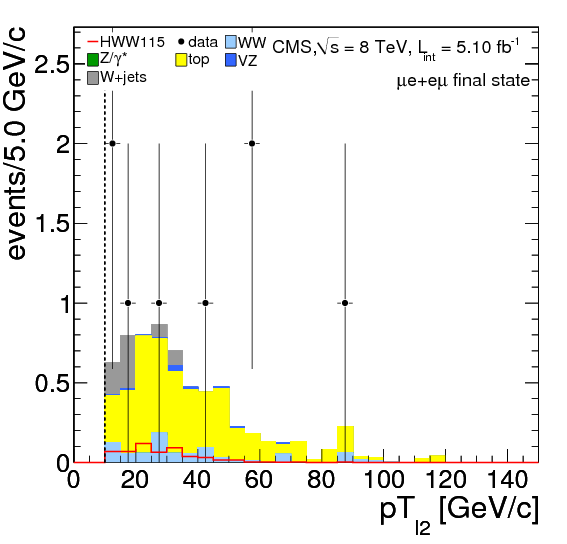 HWW115 data WW CMS,√s = 8 TeV, L_int = 5.10 fb⁻¹
Z/γ* top VZ
W+jets μe+eμ final state
events/5.0 GeV/c
2.5
2
1.5
1
0.5
0
0 20 40 60 80 100 120 140
pT_l2 [GeV/c]